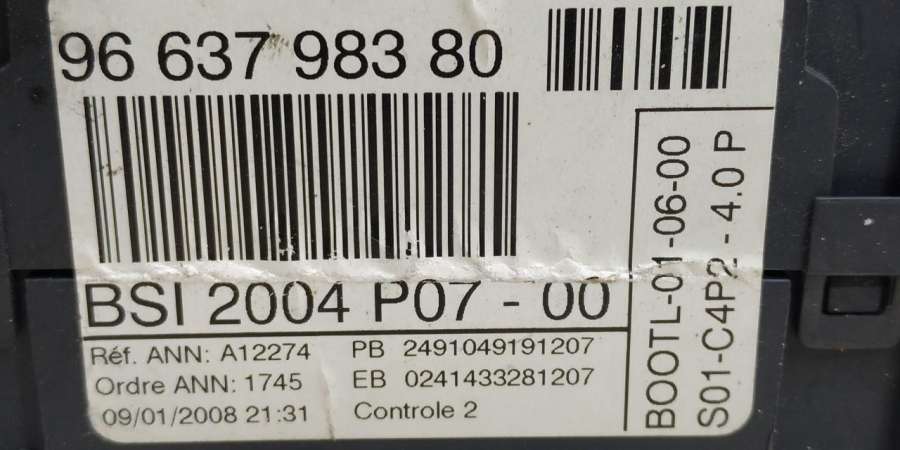 96 637 983 80
BSI 2004 P07 - 00
Réf. ANN: A12274
Ordre ANN: 1745
09/01/2008 21:31
PB 2491049191207
EB 0241433281207
Controle 2
BOOTL-01-06-00
S01-C4P2 - 4.0 P